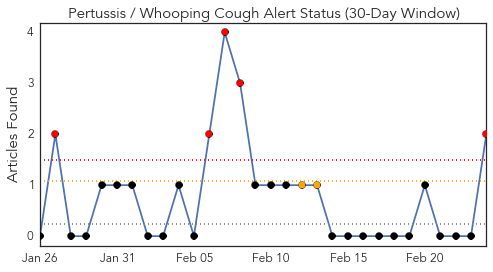 Pertussis / Whooping Cough Alert Status (30-Day Window)
Articles Found
4
3
2
1
0
Jan 26 Jan 31 Feb 05 Feb 10 Feb 15 Feb 20